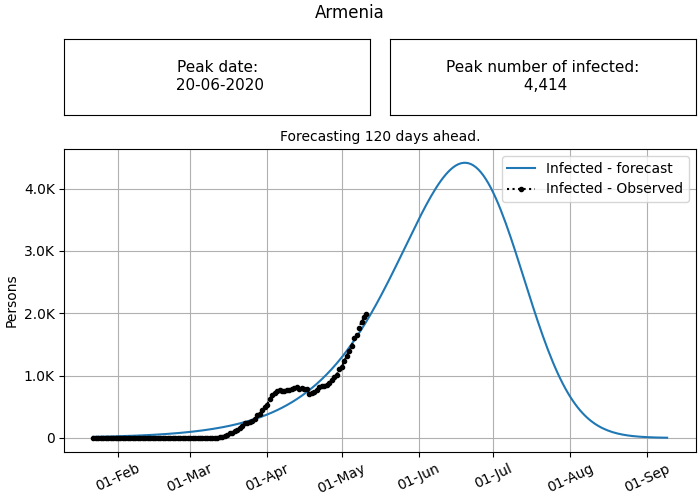 Armenia
Peak date:
20-06-2020
Peak number of infected:
4,414
Forecasting 120 days ahead.
Infected - forecast
Infected - Observed
4.0K
3.0K
2.0K
1.0K
0
Persons
01-Feb
01-Mar
01-Apr
01-May
01-Jun
01-Jul
01-Aug
01-Sep